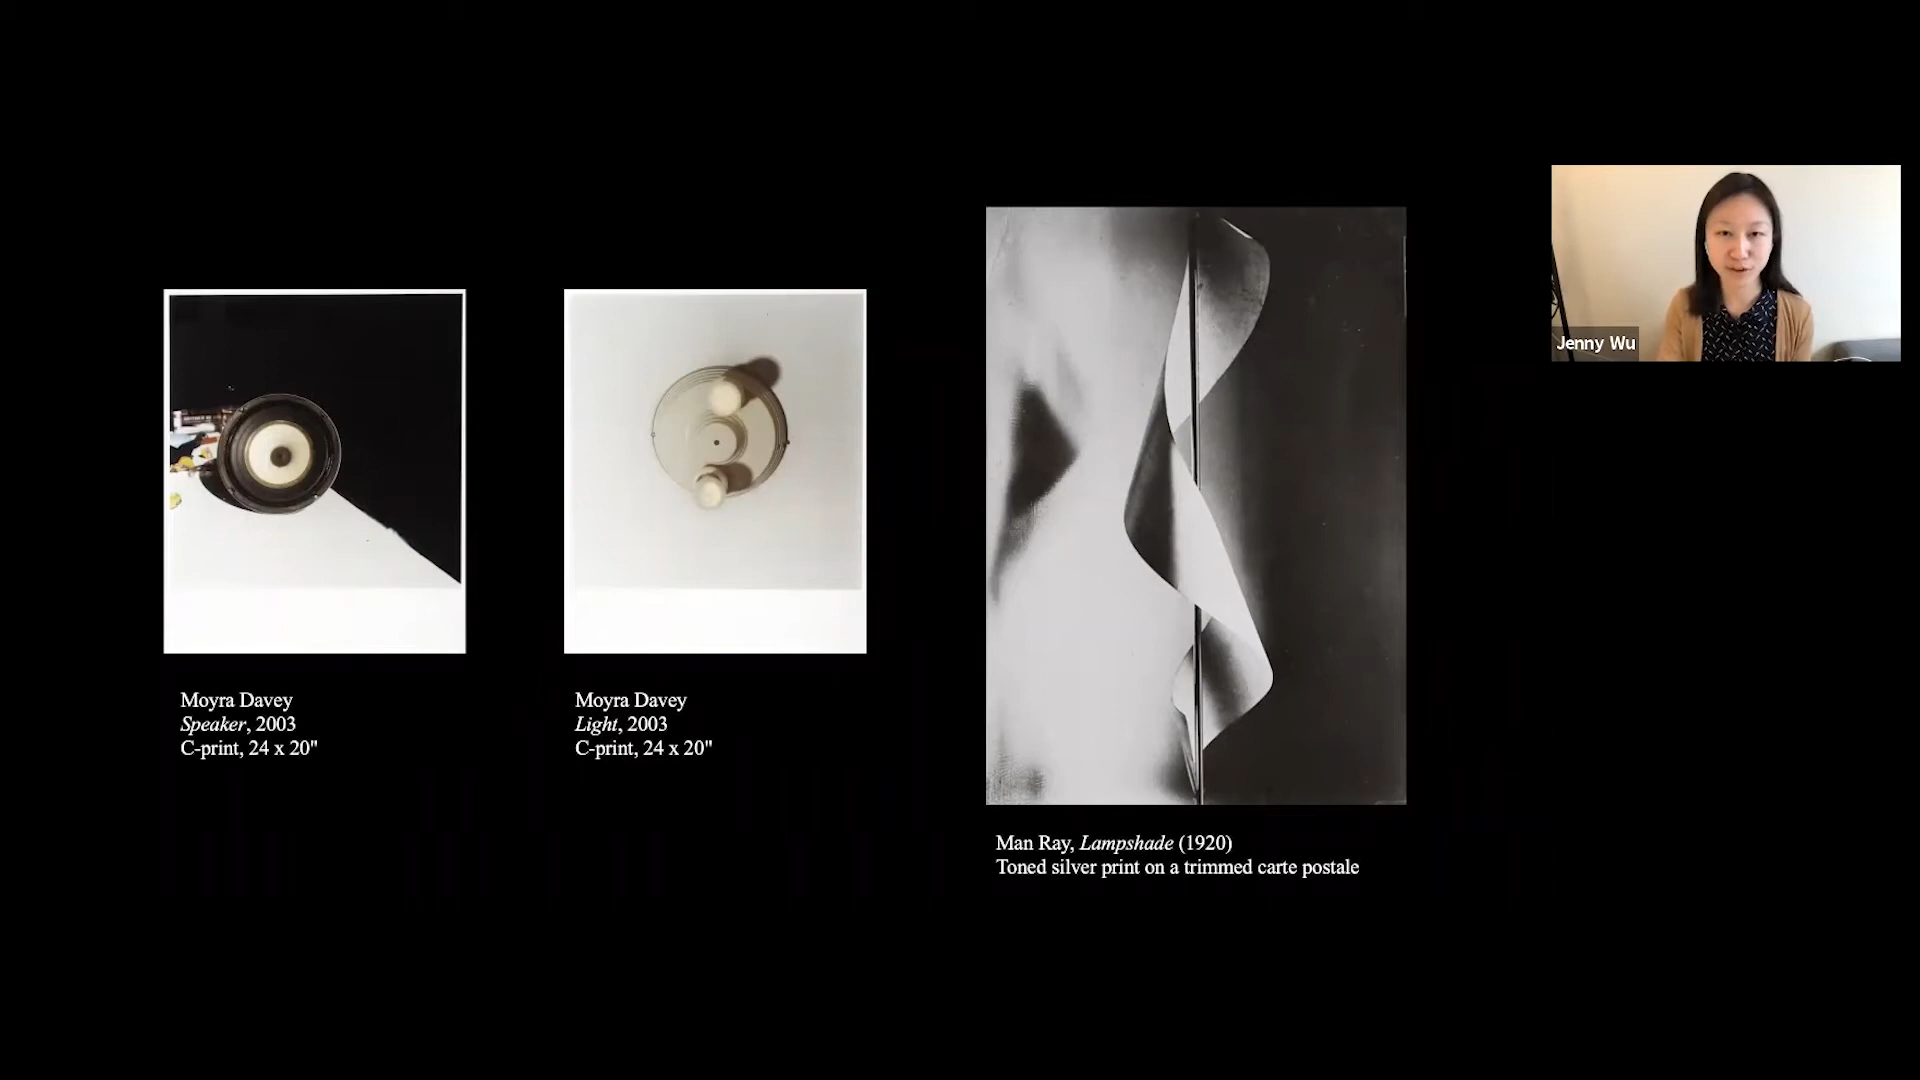 Moyra Davey
Speaker, 2003
C-print, 24 x 20"
Moyra Davey
Light, 2003
C-print, 24 x 20"
Man Ray, Lampshade (1920)
Toned silver print on a trimmed carte postale
Jenny Wu